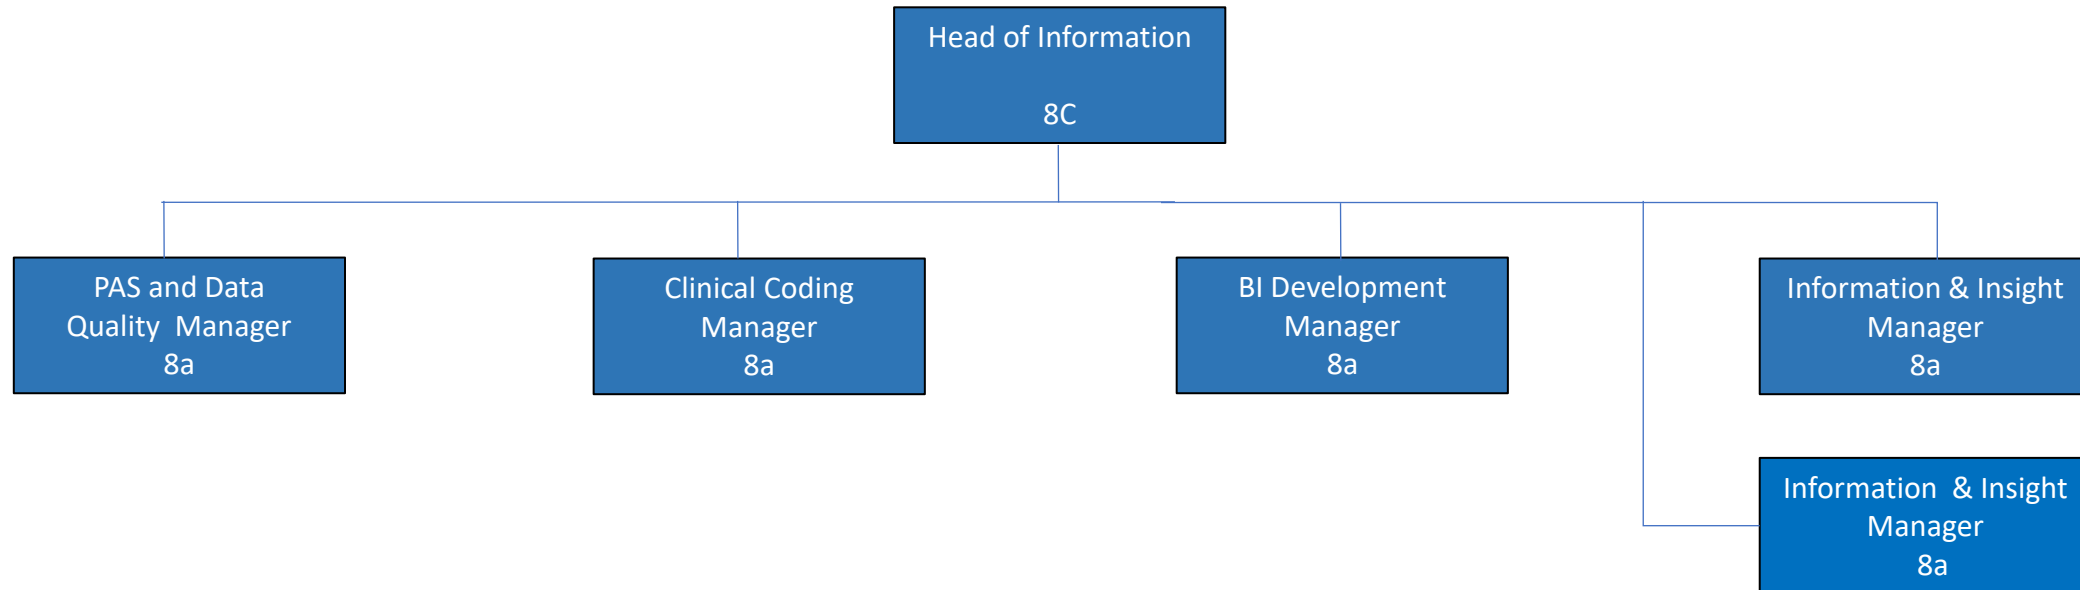 Head of Information
8C
PAS and Data
Quality  Manager
8a
Clinical Coding
Manager
8a
BI Development
Manager
8a
Information & Insight
Manager
8a
Information  & Insight
Manager
8a